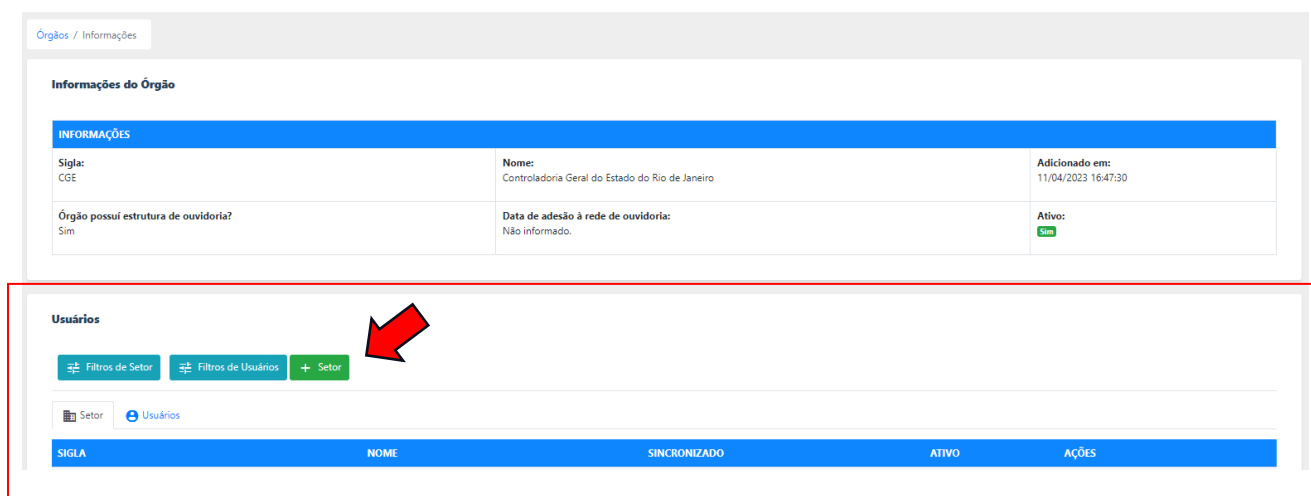 Órgãos / Informações
Informações do Órgão
INFORMAÇÕES
Sigla:
CGE
Nome:
Controladoria Geral do Estado do Rio de Janeiro
Adicionado em:
11/04/2023 16:47:30
Órgão possuí estrutura de ouvidoria?
Sim
Data de adesão à rede de ouvidoria:
Não informado.
Ativo:
Sim
Usuários
Filtros de Setor Filtros de Usuários + Setor
Setor Usuários
SIGLA NOME SINCRONIZADO ATIVO AÇÕES